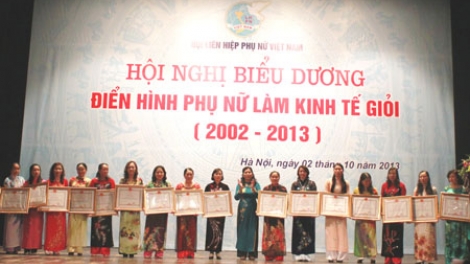 HỘI LIÊN HIỆP PHỤ NỮ VIỆT NAM
HỘI NGHỊ BIỂU DƯƠNG
ĐIỂN HÌNH PHỤ NỮ LÀM KINH TẾ GIỎI
( 2002 - 2013 )
Hà Nội, ngày 02 tháng 10 năm 2013